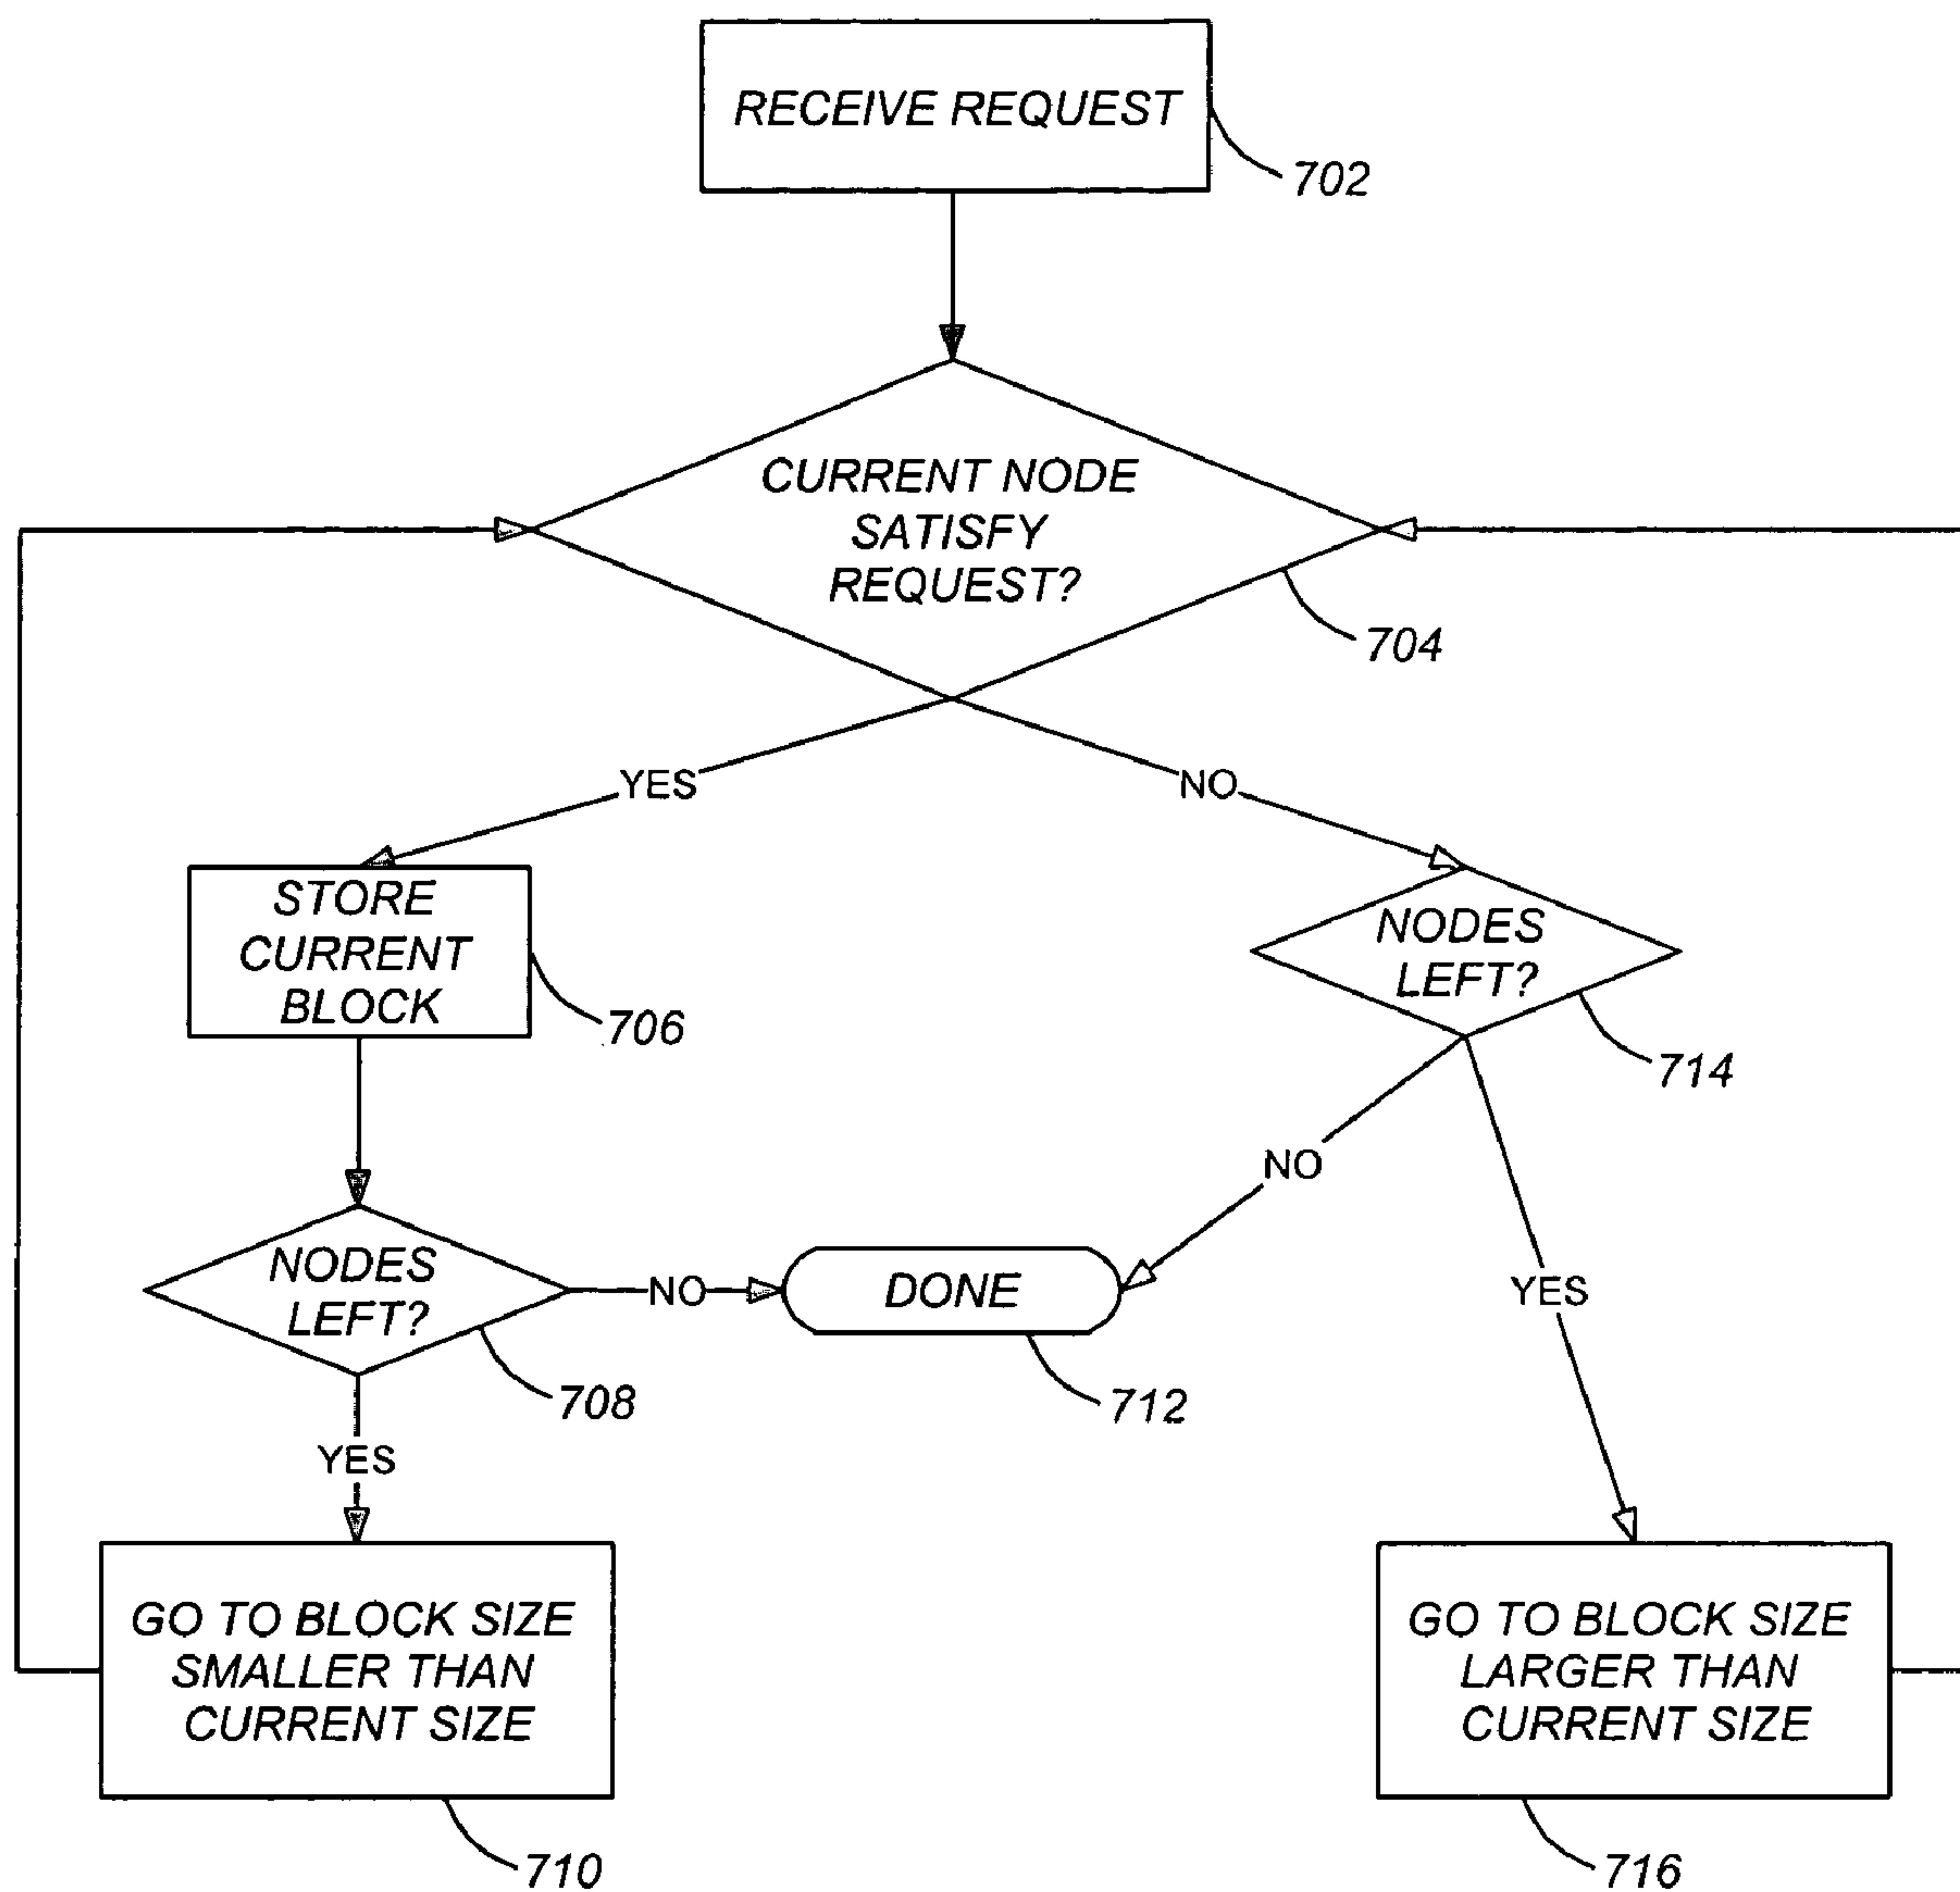 RECEIVE REQUEST
702
CURRENT NODE
SATISFY
REQUEST?
704
YES
NO
STORE
CURRENT
BLOCK
706
NODES
LEFT?
714
NO
YES
NODES
LEFT?
708
NO
DONE
712
YES
GO TO BLOCK SIZE
SMALLER THAN
CURRENT SIZE
710
GO TO BLOCK SIZE
LARGER THAN
CURRENT SIZE
716